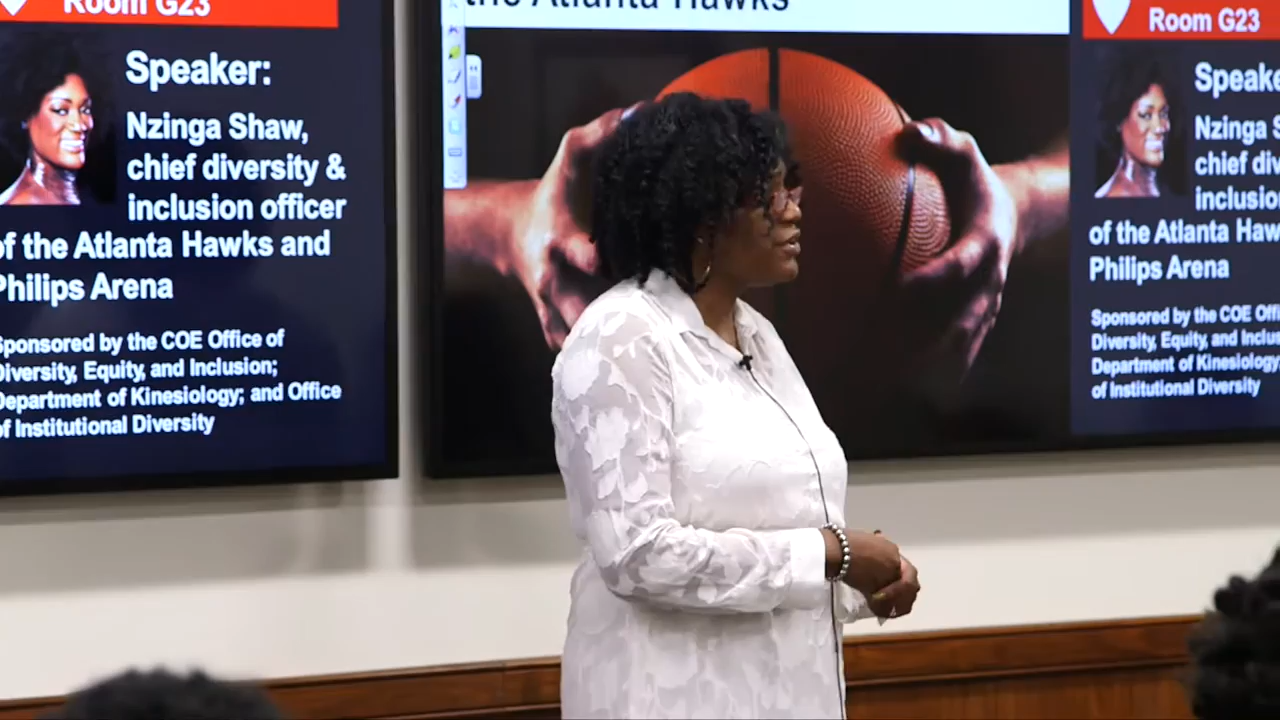 Room G23
Speaker:
Nzinga Shaw,
chief diversity &
inclusion officer
of the Atlanta Hawks and
Philips Arena
Sponsored by the COE Office of
Diversity, Equity, and Inclusion;
Department of Kinesiology; and Office
of Institutional Diversity
the Atlanta Hawks
Room G23
Speake
Nzinga S
chief div
inclusio
of the Atlanta Haw
Philips Arena
Sponsored by the COE Offi
Diversity, Equity, and Inclus
Department of Kinesiology,
of Institutional Diversity